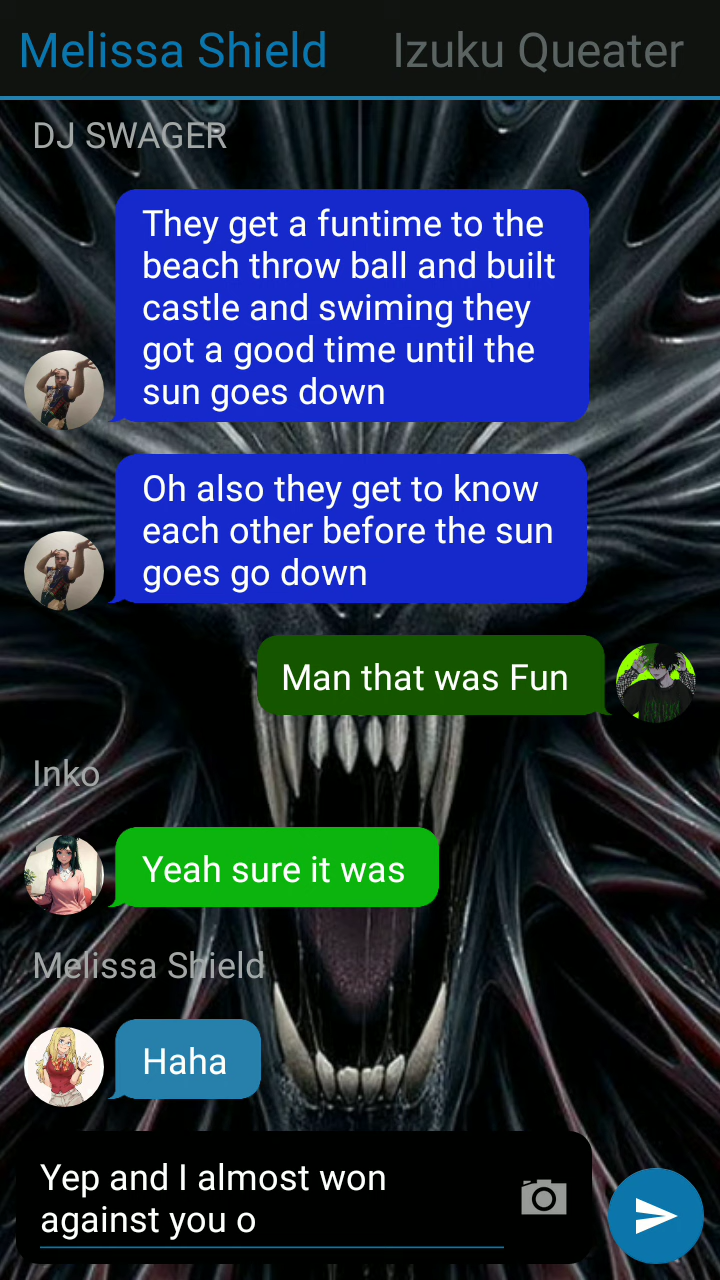 Melissa Shield Izuku Queater
DJ SWAGER
They get a funtime to the
beach throw ball and built
castle and swiming they
got a good time until the
sun goes down
Oh also they get to know
each other before the sun
goes go down
Man that was Fun
Inko
Yeah sure it was
Melissa Shield
Haha
Yep and I almost won
against you o